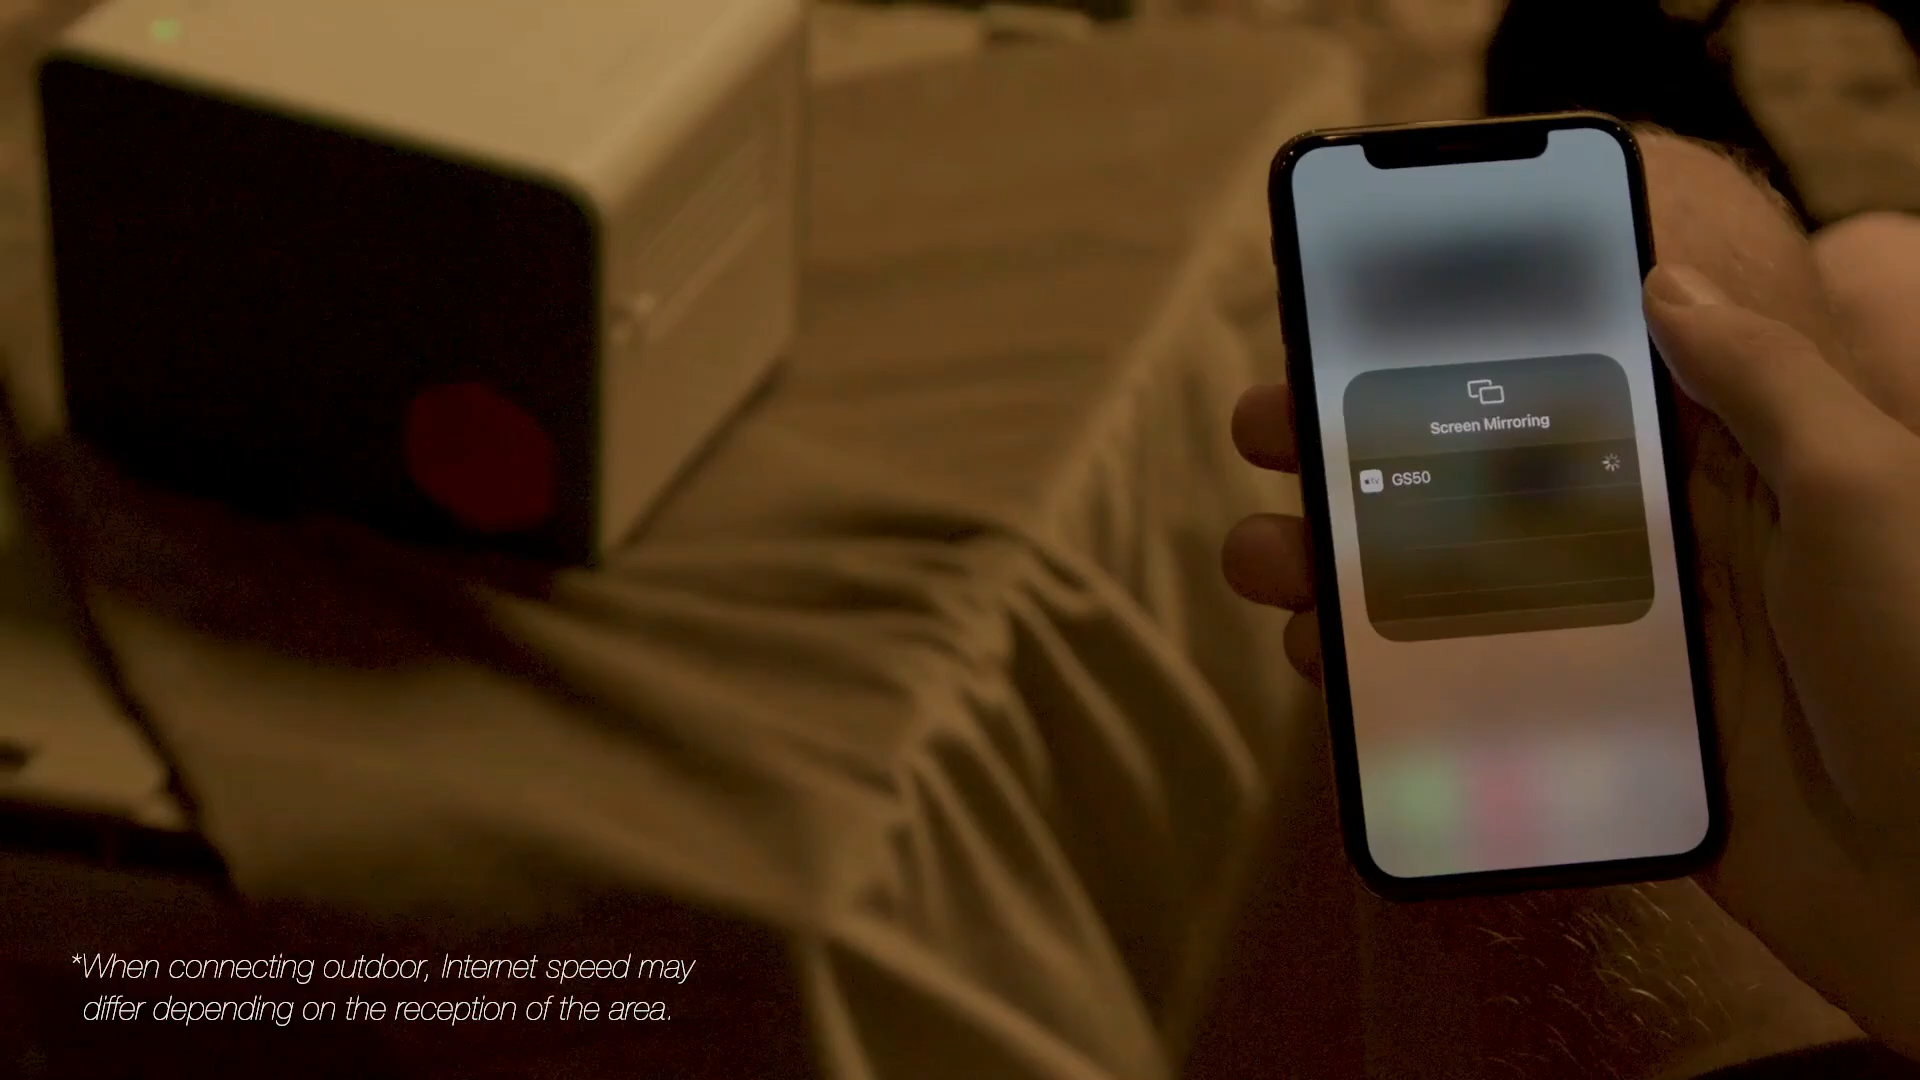 Screen Mirroring
GS50
*When connecting outdoor, Internet speed may
differ depending on the reception of the area.